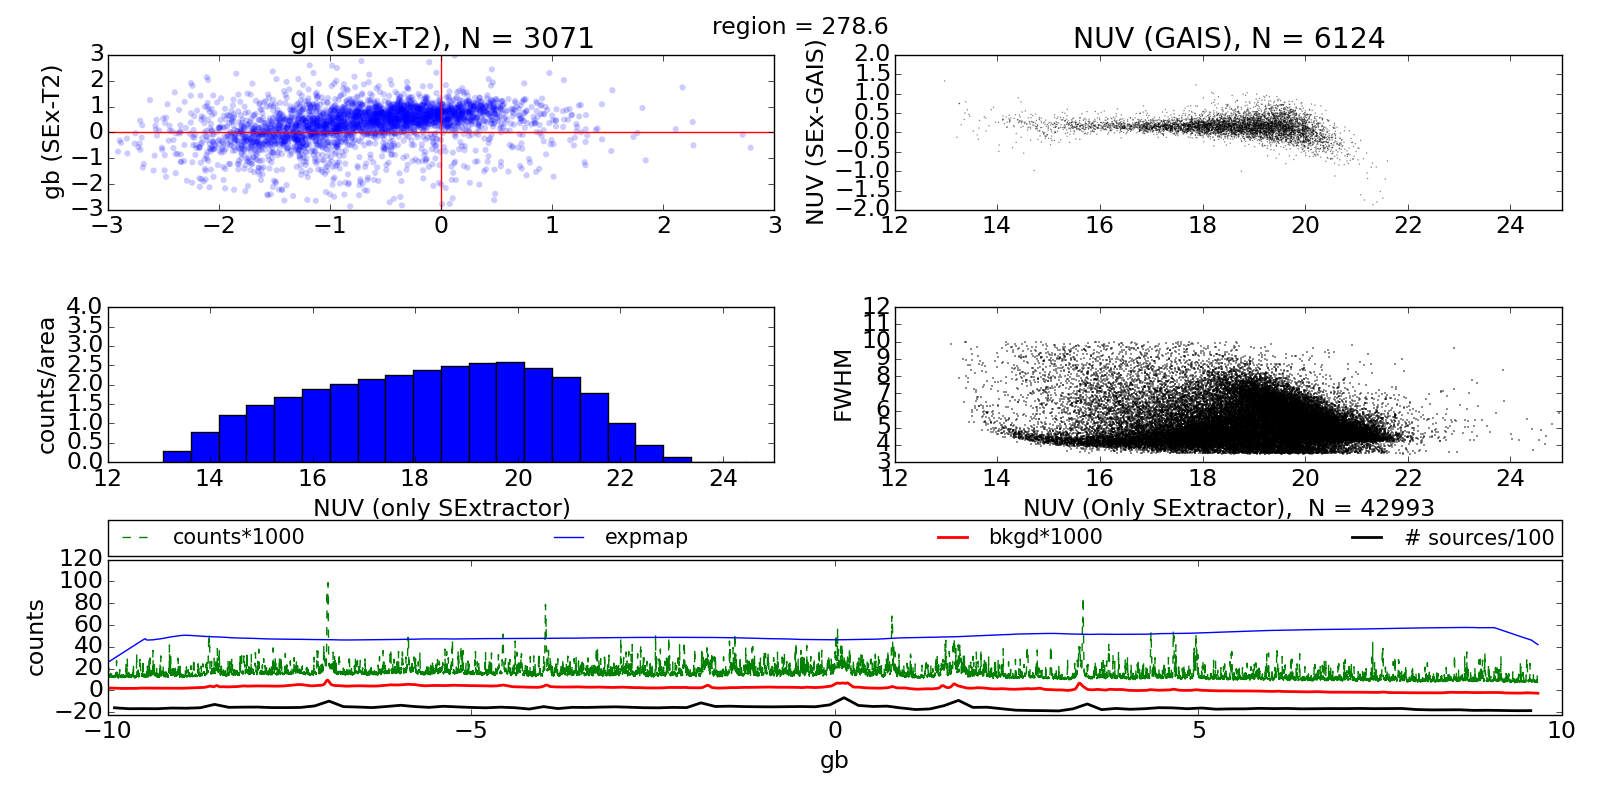 region = 278.6
gl (SEx-T2), N = 3071
NUV (GAIS), N = 6124
gb (SEx-T2)
3
2
1
0
−1
−2
−3
−3 −2 −1 0 1 2 3
NUV (SEx-GAIS)
2.0
1.5
1.0
0.5
0.0
−0.5
−1.0
−1.5
−2.0
12 14 16 18 20 22 24
counts/area
4.0
3.5
3.0
2.5
2.0
1.5
1.0
0.5
0.0
12 14 16 18 20 22 24
NUV (only SExtractor)
FWHM
12
11
10
9
8
7
6
5
4
3
12 14 16 18 20 22 24
NUV (Only SExtractor), N = 42993
counts*1000 expmap bkgd*1000 # sources/100
counts
120
100
80
60
40
20
0
−20
−10 −5 0 5 10
gb